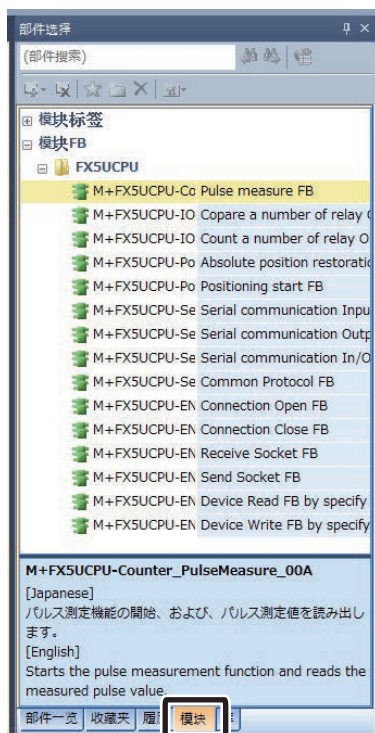 部件选择
(部件搜索)
模块标签
模块FB
FX5UCPU
M+FX5UCPU-Co Pulse measure FB
M+FX5UCPU-IO Copare a number of relay
M+FX5UCPU-IO Count a number of relay O
M+FX5UCPU-Po Absolute position restoratio
M+FX5UCPU-Po Positioning start FB
M+FX5UCPU-Se Serial communication Inpu
M+FX5UCPU-Se Serial communication Outp
M+FX5UCPU-Se Serial communication In/O
M+FX5UCPU-Se Common Protocol FB
M+FX5UCPU-EN Connection Open FB
M+FX5UCPU-EN Connection Close FB
M+FX5UCPU-EN Receive Socket FB
M+FX5UCPU-EN Send Socket FB
M+FX5UCPU-EN Device Read FB by specify
M+FX5UCPU-EN Device Write FB by specify
M+FX5UCPU-Counter_PulseMeasure_00A
[Japanese]
パルス測定機能の開始、および、パルス測定値を読み出し
ます。
[English]
Starts the pulse measurement function and reads the
measured pulse value.
部件一览 收藏夹 履 模块